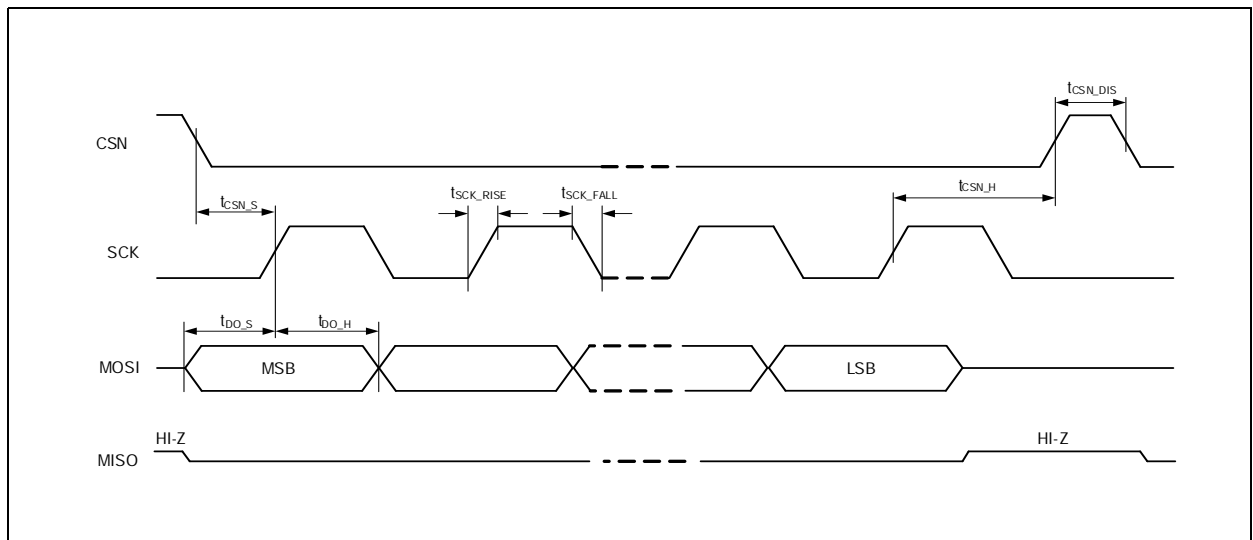 tCSN_DIS
CSN
tCSN_S
tSCK_RISE
tSCK_FALL
tCSN_H
SCK
tDO_S
tDO_H
MOSI
MSB
LSB
HI-Z
HI-Z
MISO